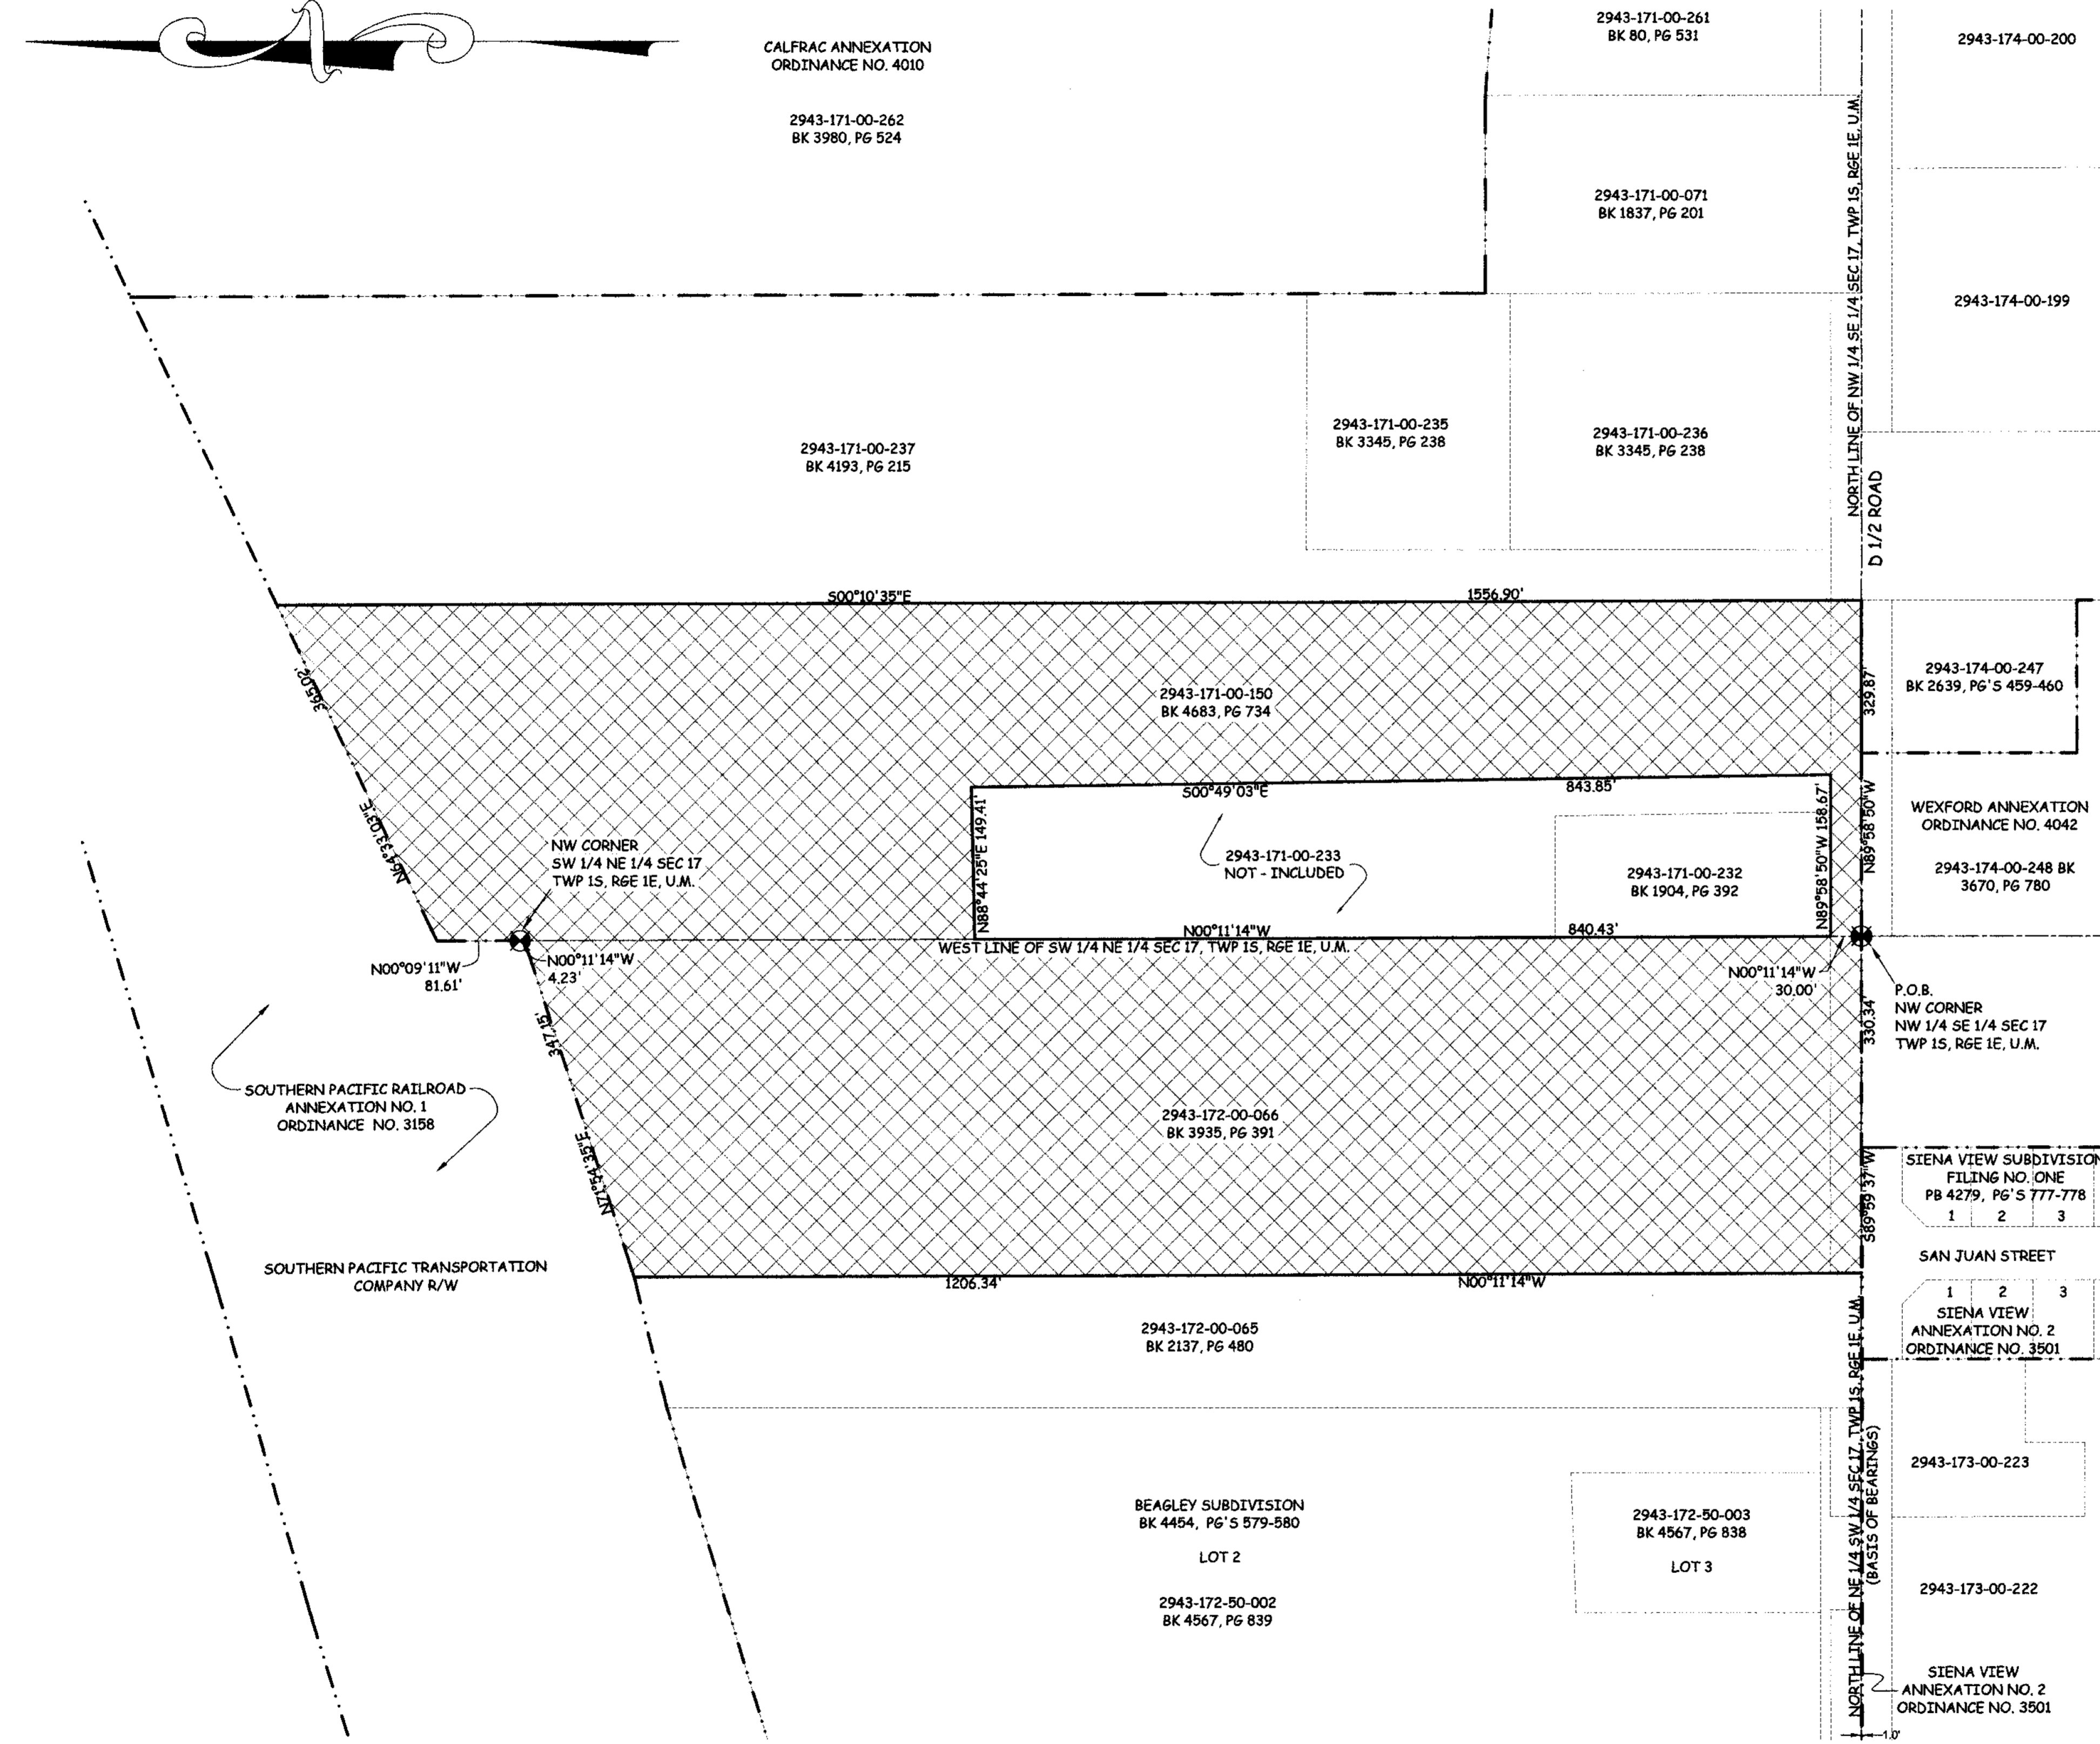 N
CALFRAC ANNEXATION
ORDINANCE NO. 4010
2943-171-00-262
BK 3980, PG 524
2943-171-00-261
BK 80, PG 531
2943-174-00-200
2943-171-00-071
BK 1837, PG 201
NORTH LINE OF NW 1/4 SE 1/4 SEC 17, TWP 1S, RGE 1E, U.M.
2943-174-00-199
2943-171-00-237
BK 4193, PG 215
2943-171-00-235
BK 3345, PG 238
2943-171-00-236
BK 3345, PG 238
D 1/2 ROAD
S00°10'35"E
1556.90'
365.02'
N64°33'03"E
2943-171-00-150
BK 4683, PG 734
329.87'
N89°58'50"W
2943-174-00-247
BK 2639, PG'S 459-460
S00°49'03"E
843.85'
N88°44'25"E 149.41'
N89°58'50"W 158.67'
WEXFORD ANNEXATION
ORDINANCE NO. 4042
2943-174-00-248 BK
3670, PG 780
NW CORNER
SW 1/4 NE 1/4 SEC 17
TWP 1S, RGE 1E, U.M.
2943-171-00-233
NOT - INCLUDED
2943-171-00-232
BK 1904, PG 392
N00°11'14"W
840.43'
WEST LINE OF SW 1/4 NE 1/4 SEC 17, TWP 1S, RGE 1E, U.M.
N00°09'11"W
81.61'
N00°11'14"W
4.23'
N00°11'14"W
30.00'
P.O.B.
NW CORNER
NW 1/4 SE 1/4 SEC 17
TWP 1S, RGE 1E, U.M.
347.15'
N71°54'35"E
330.34'
S89°59'37"W
SOUTHERN PACIFIC RAILROAD
ANNEXATION NO. 1
ORDINANCE NO. 3158
2943-172-00-066
BK 3935, PG 391
SIENA VIEW SUBDIVISION
FILING NO. ONE
PB 4279, PG'S 777-778
1 2 3
SAN JUAN STREET
SOUTHERN PACIFIC TRANSPORTATION
COMPANY R/W
1206.34'
N00°11'14"W
1 2 3
SIENA VIEW
ANNEXATION NO. 2
ORDINANCE NO. 3501
2943-172-00-065
BK 2137, PG 480
NORTH LINE OF NE 1/4 SW 1/4 SEC 17, TWP 1S, RGE 1E, U.M.
(BASIS OF BEARINGS)
2943-173-00-223
BEAGLEY SUBDIVISION
BK 4454, PG'S 579-580
LOT 2
2943-172-50-002
BK 4567, PG 839
2943-172-50-003
BK 4567, PG 838
LOT 3
2943-173-00-222
SIENA VIEW
ANNEXATION NO. 2
ORDINANCE NO. 3501
1.0'